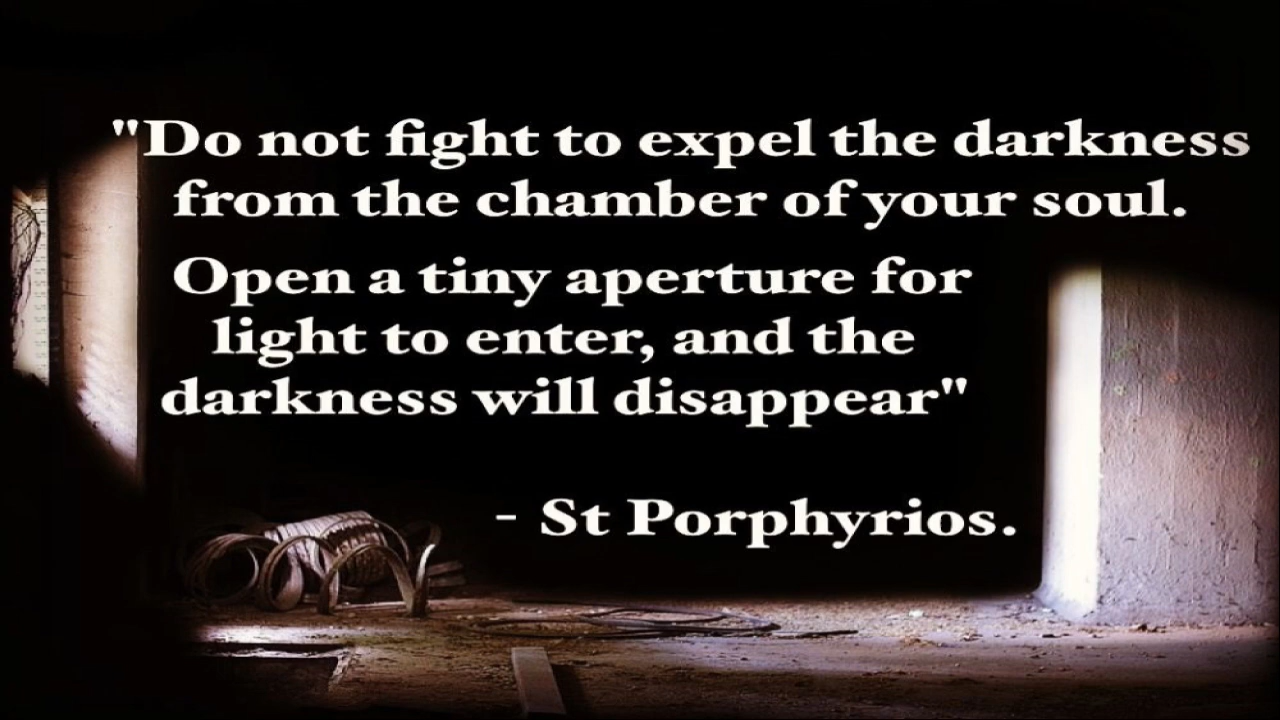 "Do not fight to expel the darkness
from the chamber of your soul.
Open a tiny aperture for
light to enter, and the
darkness will disappear"
- St Porphyrios.